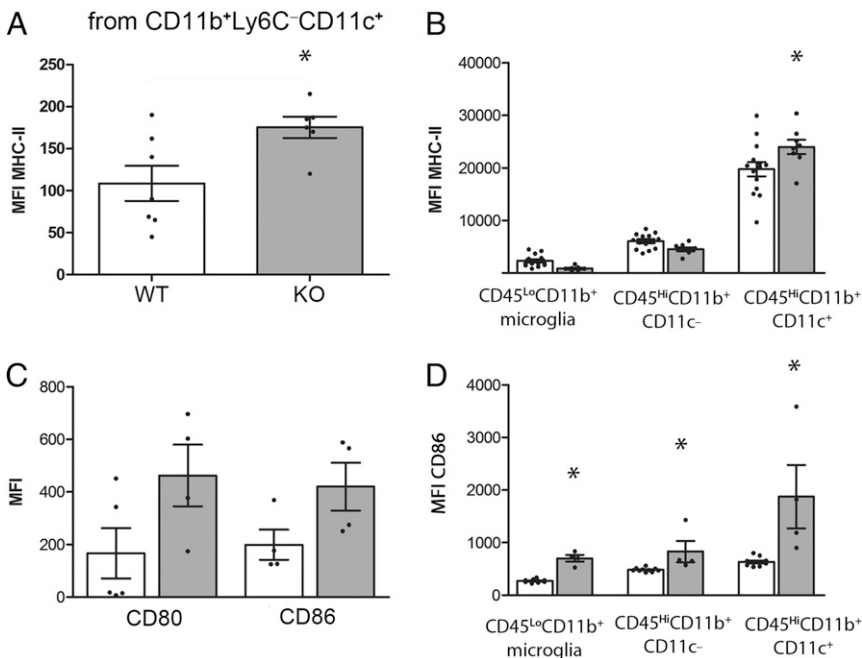 A
from CD11b⁺Ly6C⁻CD11c⁺
*
MFI MHC-II
250
200
150
100
50
0
WT KO
B
*
MFI MHC-II
40000
30000
20000
10000
CD45ᴸᵒCD11b⁺
microglia
CD45ᴴⁱCD11b⁺
CD11c⁻
CD45ᴴⁱCD11b⁺
CD11c⁺
C
MFI
800
600
400
200
0
CD80 CD86
D
*
*
*
MFI CD86
4000
3000
2000
1000
0
CD45ᴸᵒCD11b⁺
microglia
CD45ᴴⁱCD11b⁺
CD11c⁻
CD45ᴴⁱCD11b⁺
CD11c⁺